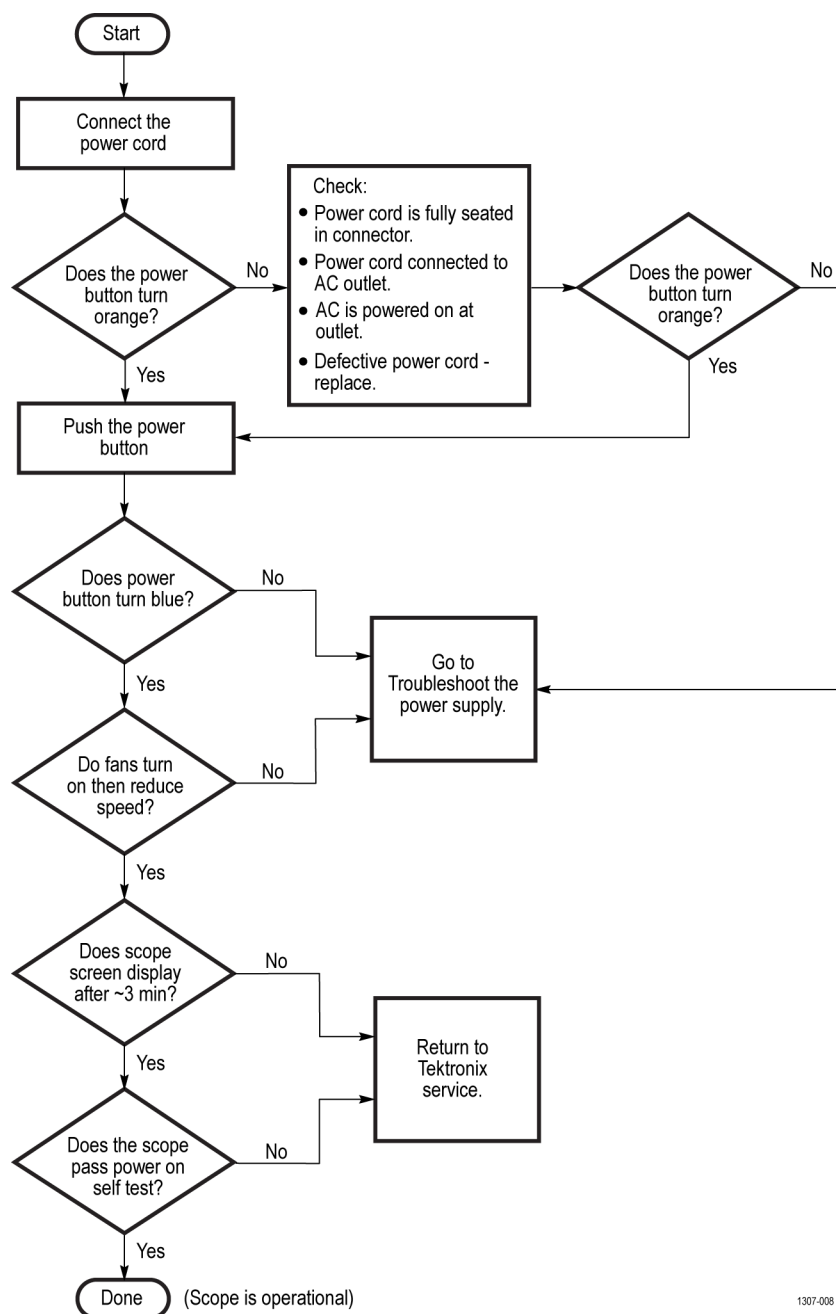 Start
Connect the
power cord
Does the power
button turn
orange?
No
Check:
● Power cord is fully seated
in connector.
● Power cord connected to
AC outlet.
● AC is powered on at
outlet.
● Defective power cord -
replace.
Does the power
button turn
orange?
No
Yes
Yes
Push the power
button
Does power
button turn blue?
No
Go to
Troubleshoot the
power supply.
Yes
Do fans turn
on then reduce
speed?
No
Yes
Does scope
screen display
after ~3 min?
No
Return to
Tektronix
service.
Yes
Does the scope
pass power on
self test?
No
Yes
Done
(Scope is operational)
1307-008